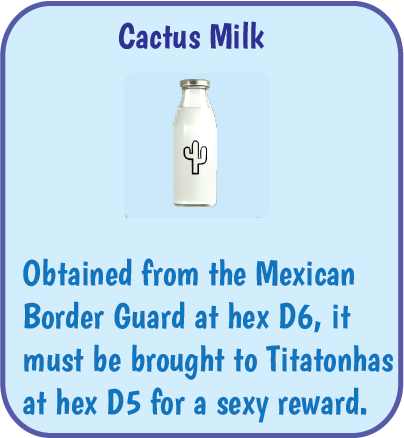 Cactus Milk
Obtained from the Mexican
Border Guard at hex D6, it
must be brought to Titatonhas
at hex D5 for a sexy reward.